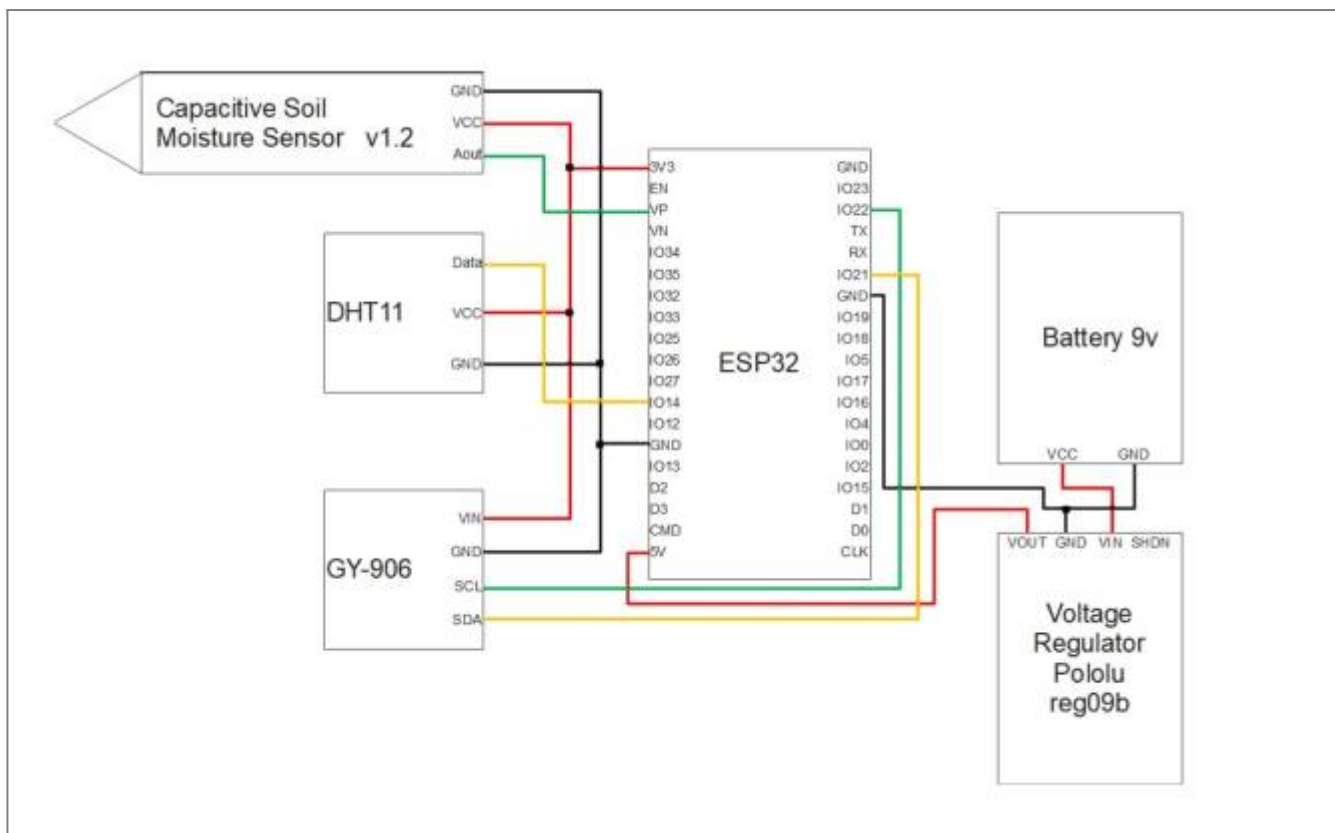 GND
Capacitive Soil
VCC
Moisture Sensor v1.2
Aout
Data
DHT11
VCC
GND
VIN
GND
GY-906
SCL
SDA
3V3
EN
VP
VN
IO34
IO35
IO32
IO33
IO25
IO26
IO27
IO14
IO12
GND
IO13
D2
D3
CMD
5V
ESP32
GND
IO23
IO22
TX
RX
IO21
GND
IO19
IO18
IO5
IO17
IO16
IO4
IO0
IO2
IO15
D1
D0
CLK
Battery 9v
VCC GND
VOUT GND VIN SHDN
Voltage
Regulator
Pololu
reg09b